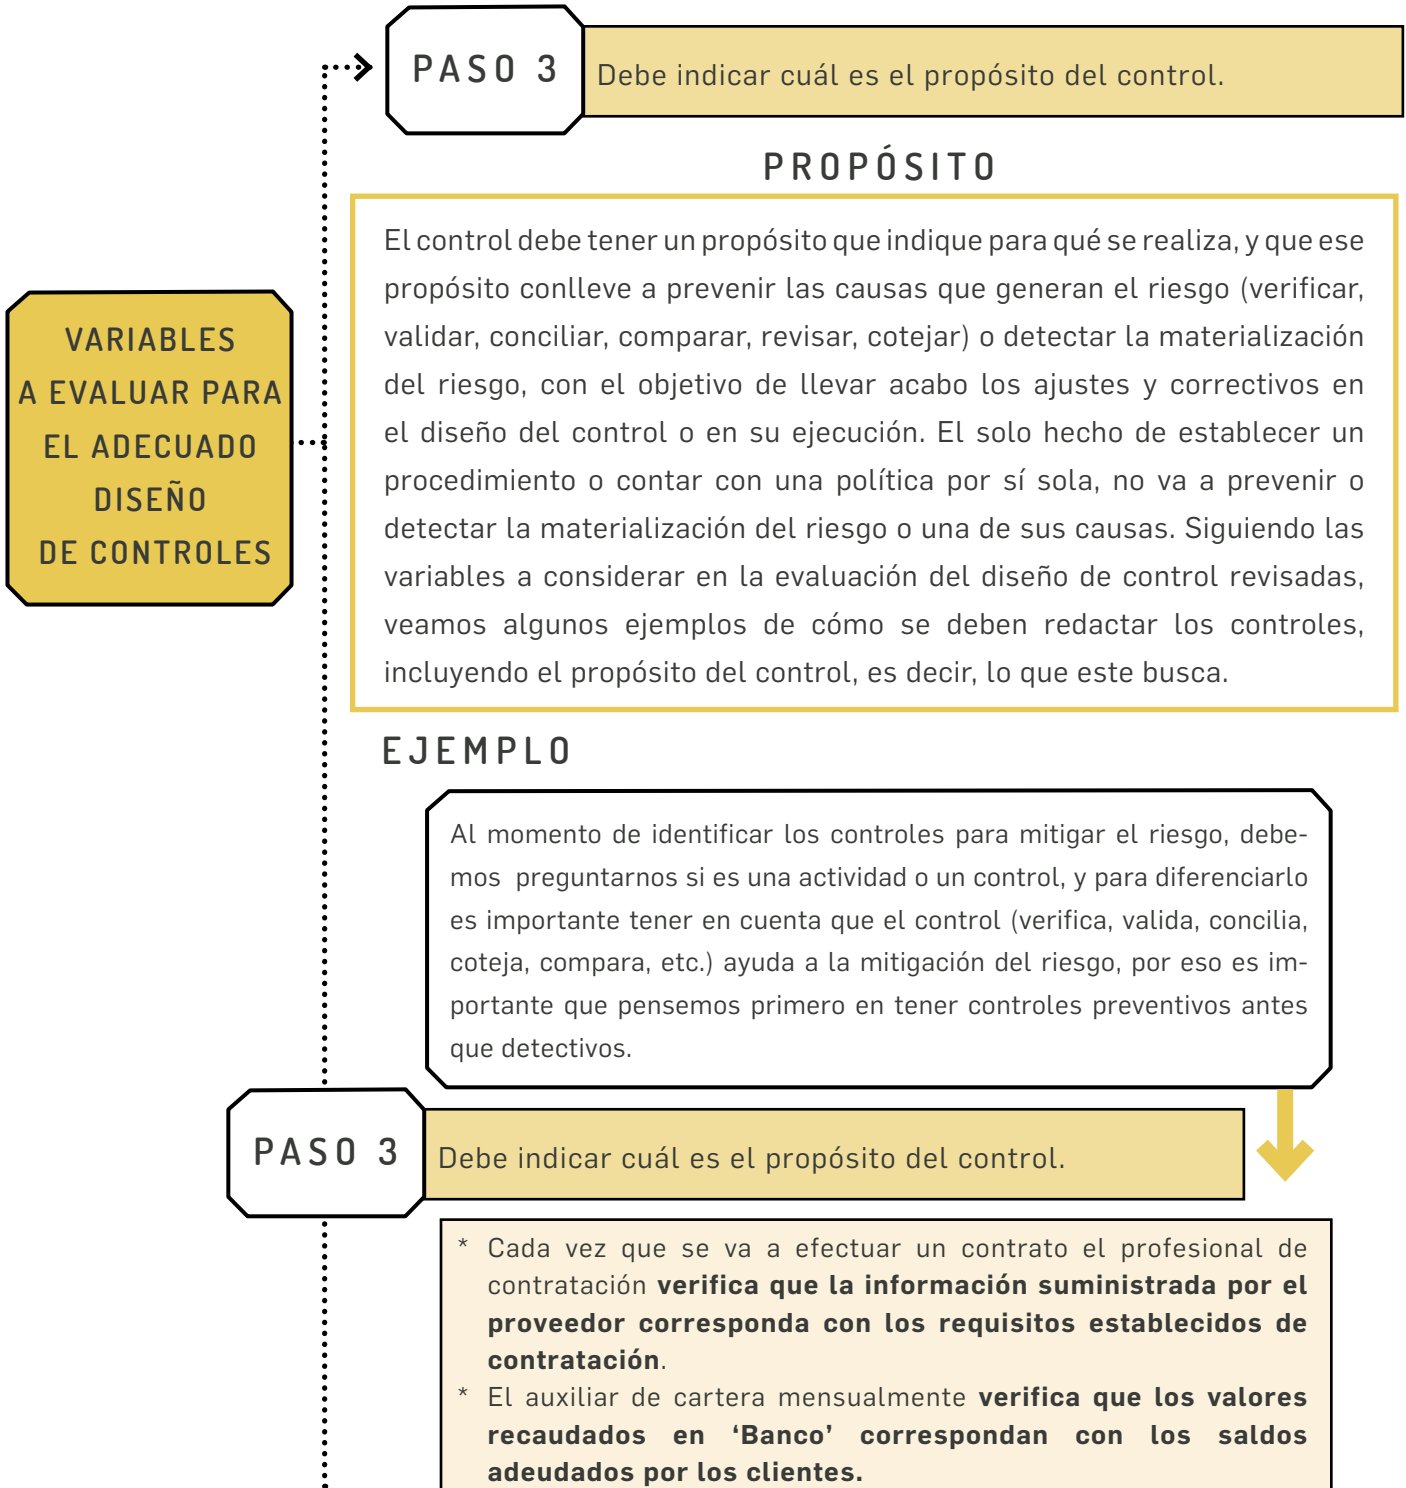 PASO 3
Debe indicar cuál es el propósito del control.
PROPÓSITO
El control debe tener un propósito que indique para qué se realiza, y que ese
propósito conlleve a prevenir las causas que generan el riesgo (verificar,
validar, conciliar, comparar, revisar, cotejar) o detectar la materialización
del riesgo, con el objetivo de llevar acabo los ajustes y correctivos en
el diseño del control o en su ejecución. El solo hecho de establecer un
procedimiento o contar con una política por sí sola, no va a prevenir o
detectar la materialización del riesgo o una de sus causas. Siguiendo las
variables a considerar en la evaluación del diseño de control revisadas,
veamos algunos ejemplos de cómo se deben redactar los controles,
incluyendo el propósito del control, es decir, lo que este busca.
VARIABLES
A EVALUAR PARA
EL ADECUADO
DISEÑO
DE CONTROLES
EJEMPLO
Al momento de identificar los controles para mitigar el riesgo, debe-
mos preguntarnos si es una actividad o un control, y para diferenciarlo
es importante tener en cuenta que el control (verifica, valida, concilia,
coteja, compara, etc.) ayuda a la mitigación del riesgo, por eso es im-
portante que pensemos primero en tener controles preventivos antes
que detectivos.
PASO 3
Debe indicar cuál es el propósito del control.
* Cada vez que se va a efectuar un contrato el profesional de
contratación verifica que la información suministrada por el
proveedor corresponda con los requisitos establecidos de
contratación.
* El auxiliar de cartera mensualmente verifica que los valores
recaudados en ‘Banco’ correspondan con los saldos
adeudados por los clientes.